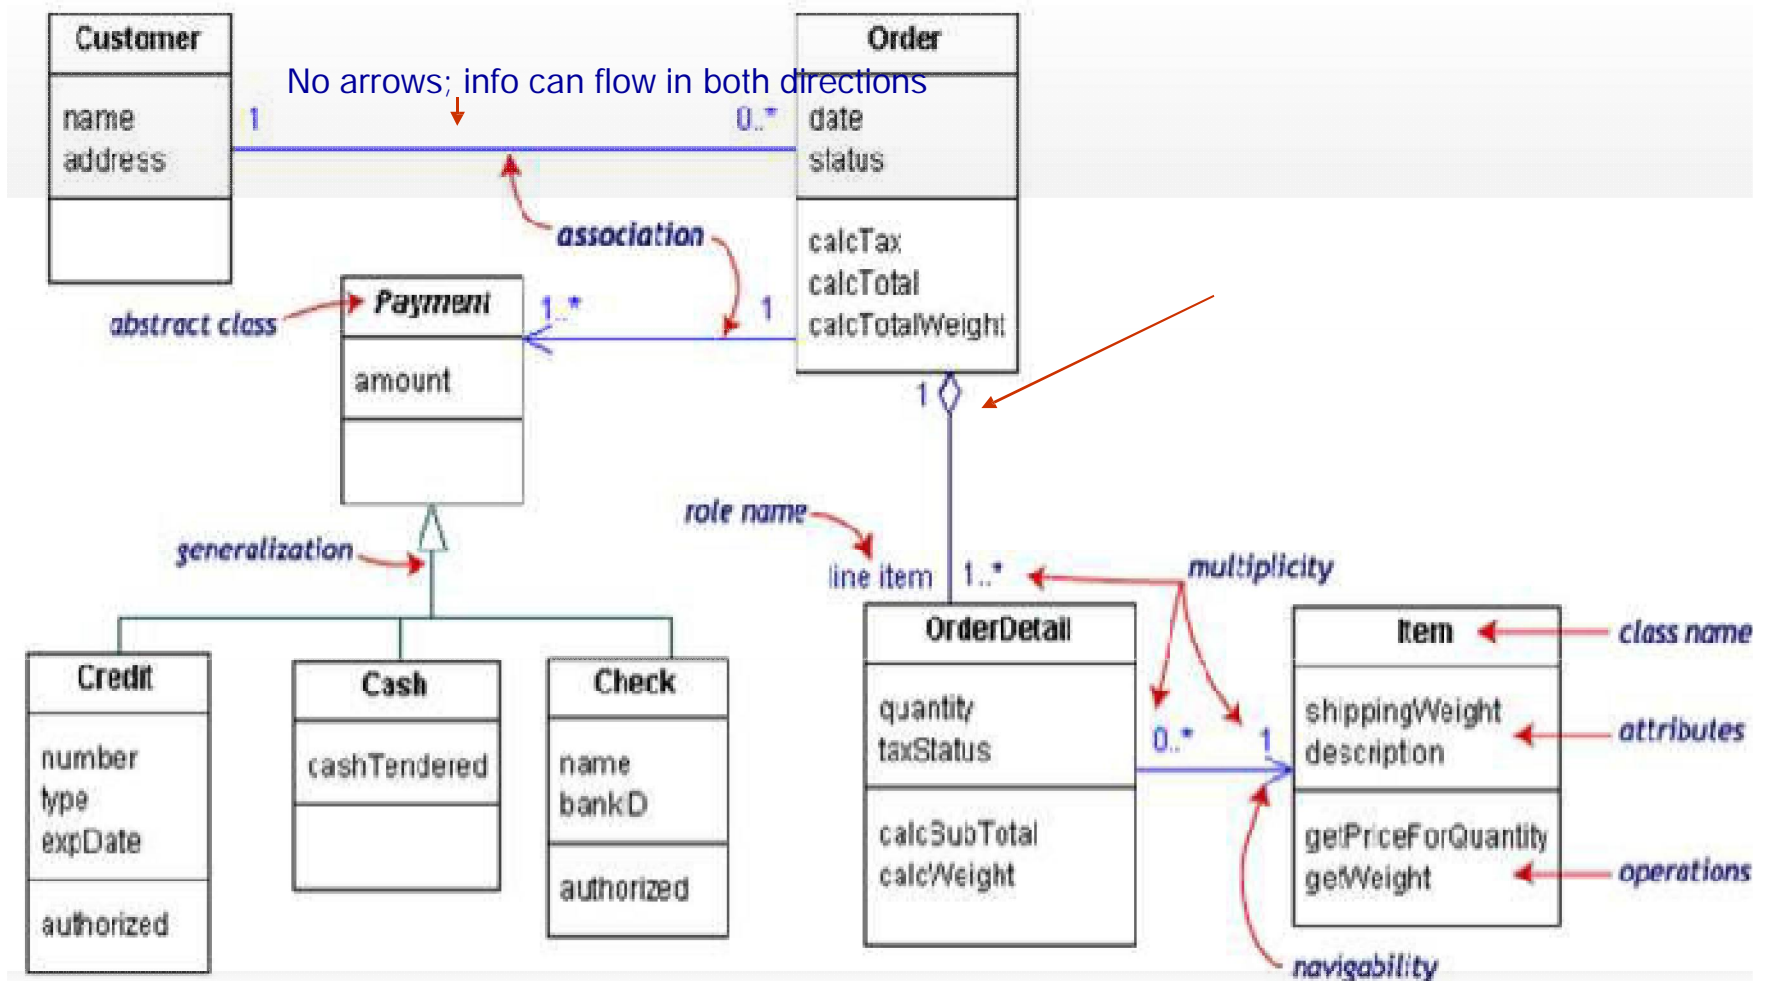 Customer
Order
No arrows; info can flow in both directions
name
address
1
0..*
date
status
association
calcTax
calcTotal
calcTotalWeight
abstract class
Payment
1..*
1
amount
1
generalization
role name
line item
1..*
multiplicity
Credit
number
type
expDate
authorized
Cash
cashTendered
Check
name
bankID
authorized
OrderDetail
quantity
taxStatus
calcSubTotal
calcWeight
0..*
1
Item
class name
shippingWeight
description
attributes
getPriceForQuantity
getWeight
operations
navigability